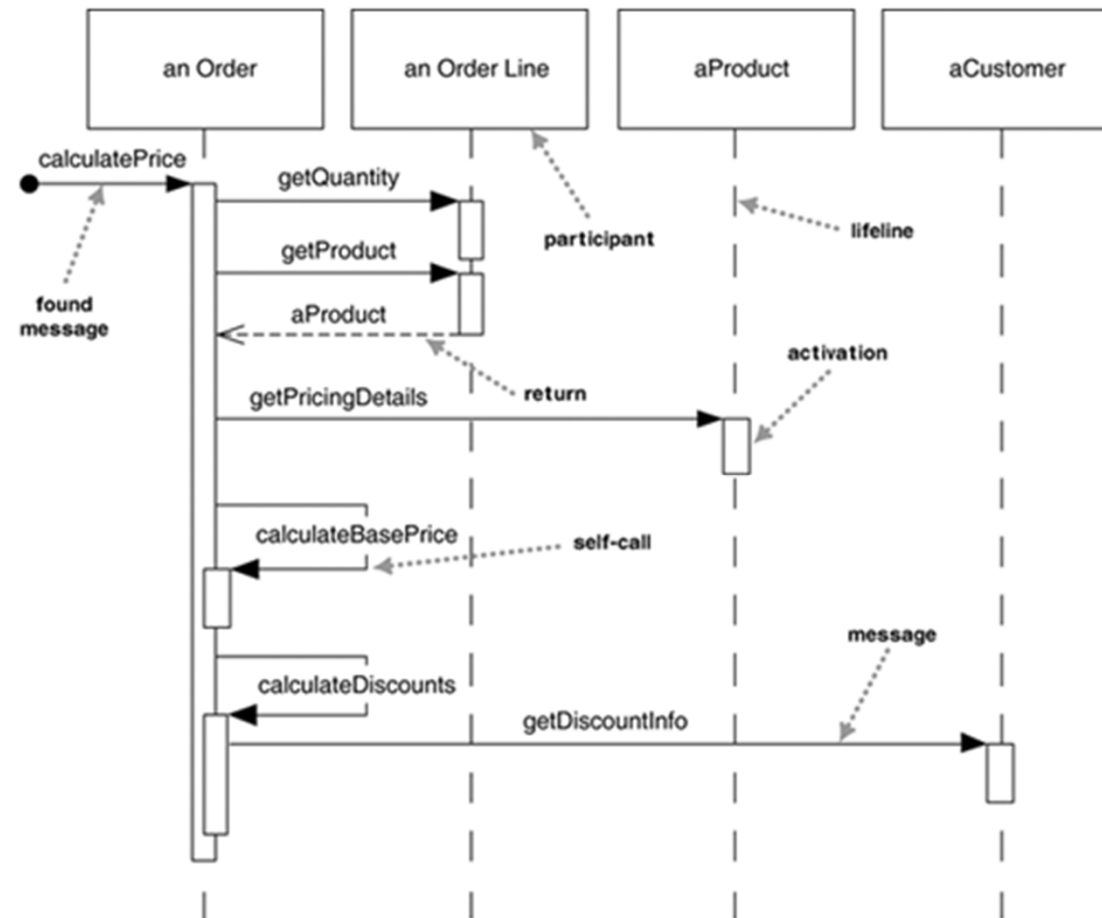 an Order
an Order Line
aProduct
aCustomer
calculatePrice
getQuantity
participant
lifeline
getProduct
found
message
aProduct
activation
return
getPricingDetails
calculateBasePrice
self-call
message
calculateDiscounts
getDiscountInfo